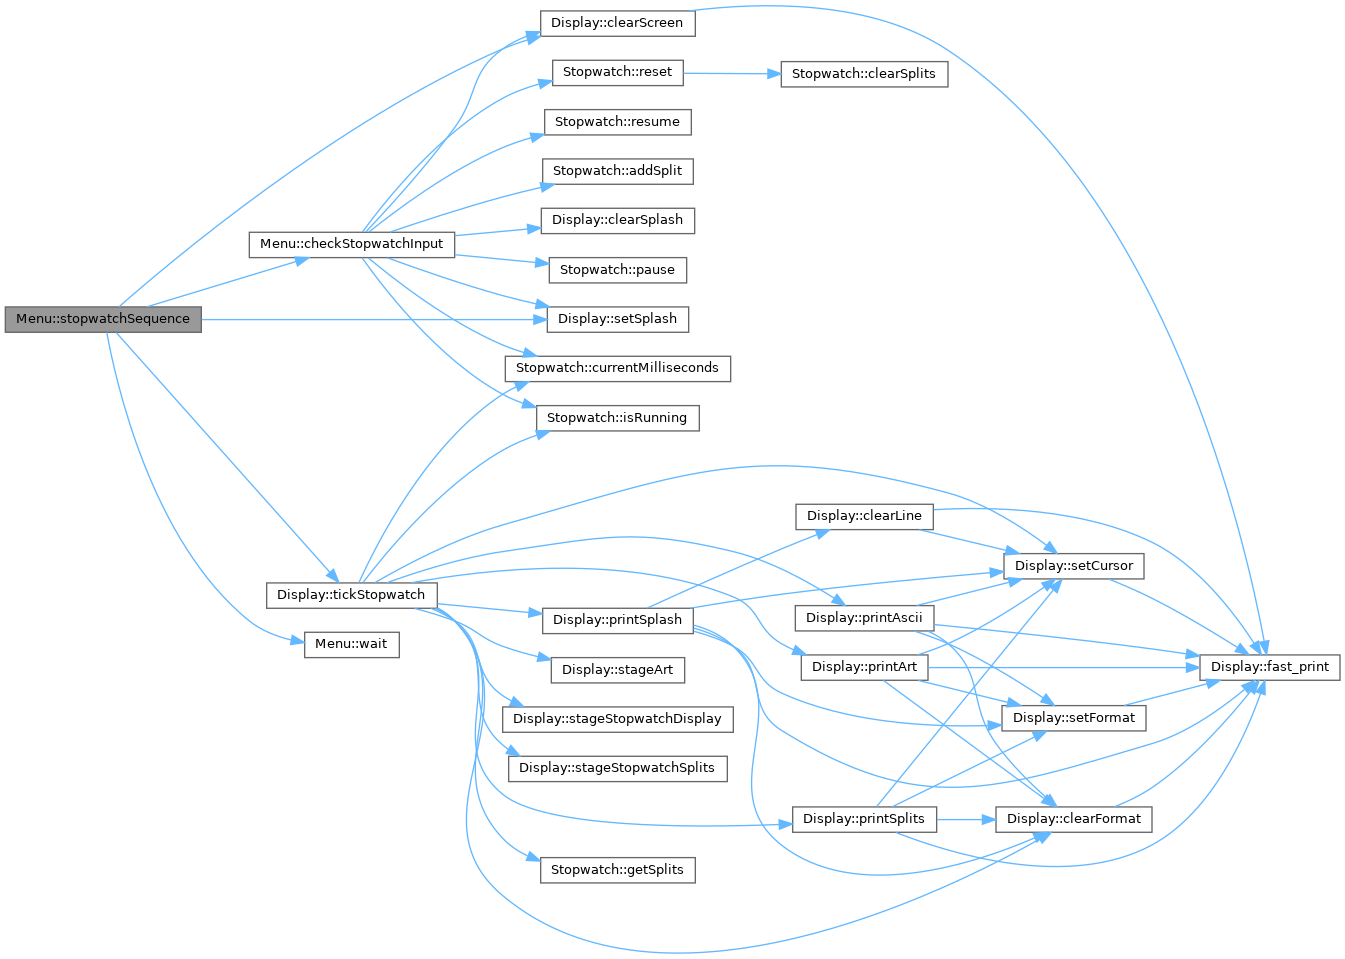 Display::clearScreen
Stopwatch::reset
Stopwatch::clearSplits
Stopwatch::resume
Stopwatch::addSplit
Display::clearSplash
Menu::checkStopwatchInput
Stopwatch::pause
Menu::stopwatchSequence
Display::setSplash
Stopwatch::currentMilliseconds
Stopwatch::isRunning
Display::clearLine
Display::setCursor
Display::tickStopwatch
Display::printSplash
Display::printAscii
Menu::wait
Display::stageArt
Display::printArt
Display::fast_print
Display::stageStopwatchDisplay
Display::setFormat
Display::stageStopwatchSplits
Display::printSplits
Display::clearFormat
Stopwatch::getSplits